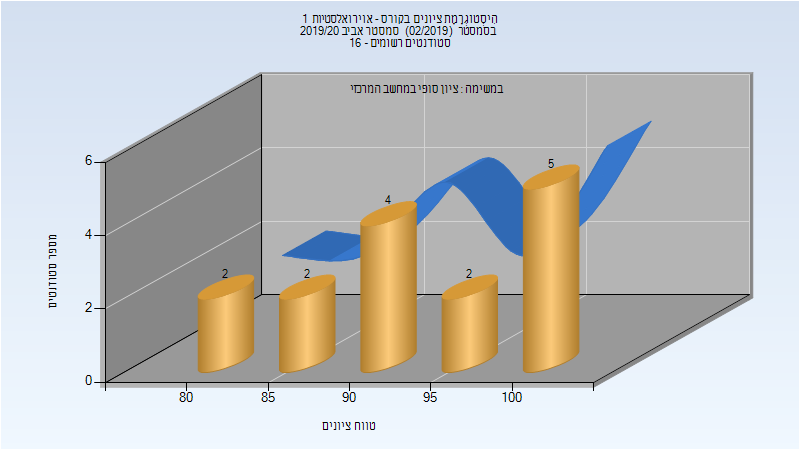 היסטוגרמת ציונים בקורס - אוירואלסטיות 1
בסמסטר (02/2019) סמסטר אביב 2019/20
סטודנטים רשומים - 16
במשימה : ציון סופי במחשב המרכזי
מספר סטודנטים
6
4
2
0
2
2
4
2
5
80
85
90
95
100
טווח ציונים